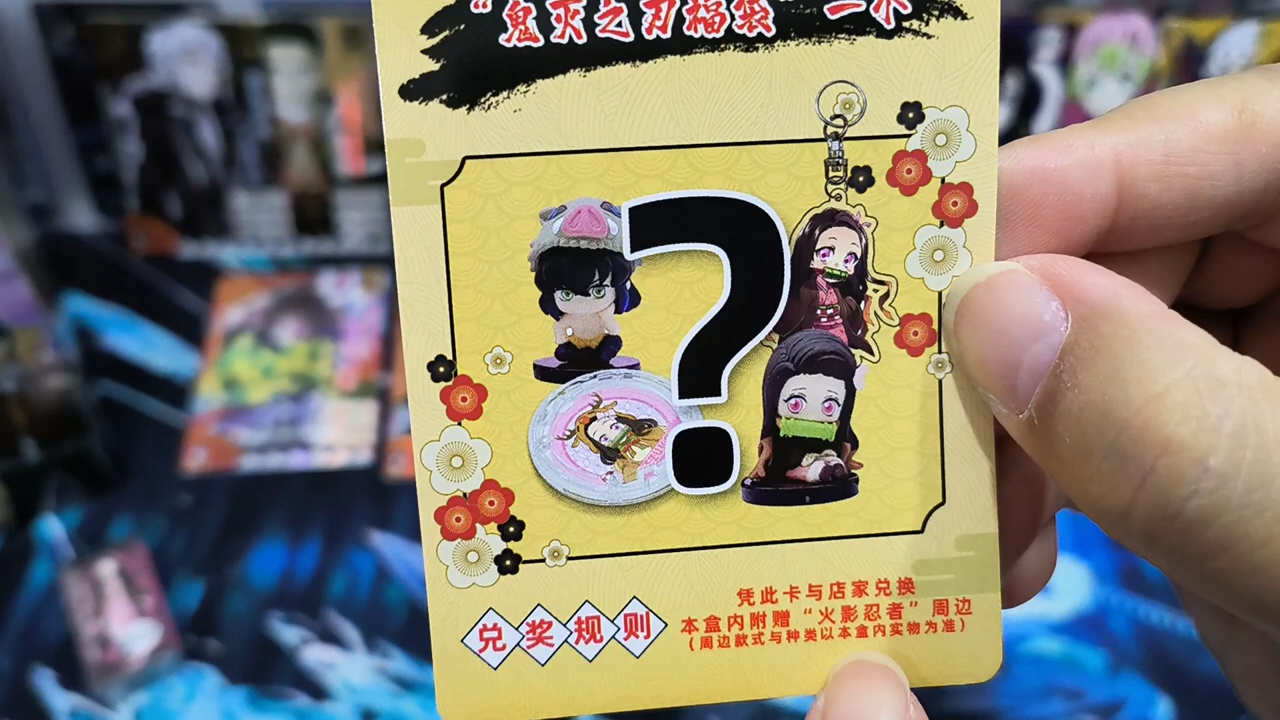 “鬼灭之刃福袋”一个
兑奖规则
凭此卡与店家兑换
本盒内附赠“火影忍者”周边
(周边款式与种类以本盒内实物为准)